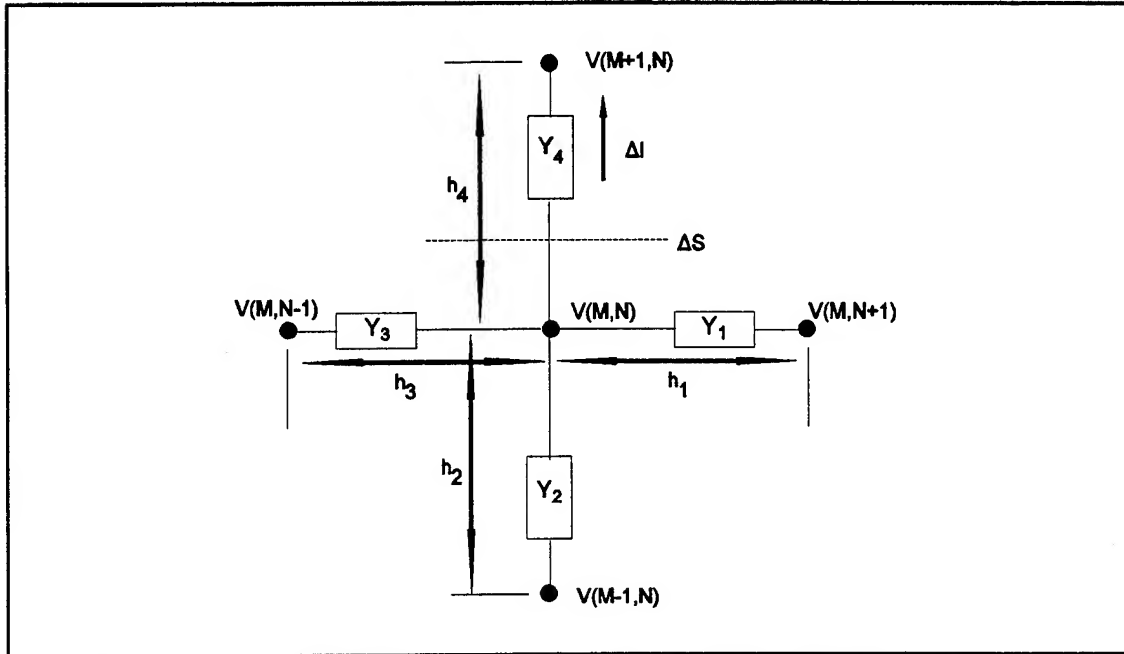 V(M+1,N)
Y4
ΔI
h4
ΔS
V(M,N-1)
V(M,N)
V(M,N+1)
Y3
Y1
h3
h1
h2
Y2
V(M-1,N)